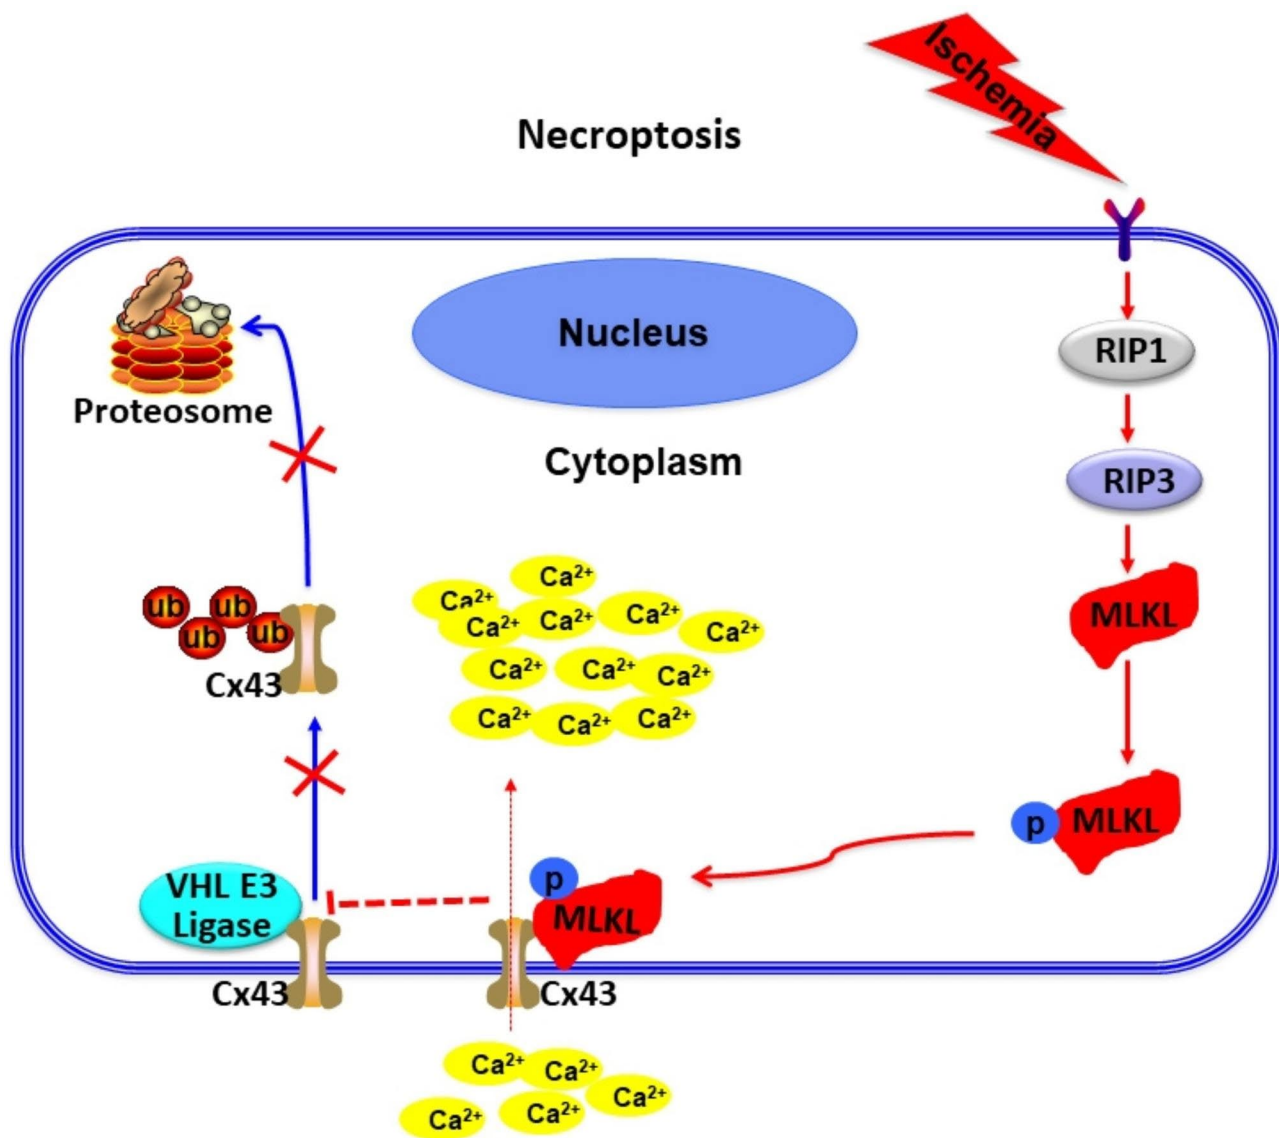 Ischemia
Necroptosis
Nucleus
RIP1
Proteosome
Cytoplasm
RIP3
Ca²⁺
Ca²⁺
Ca²⁺
Ca²⁺
Ca²⁺
Ca²⁺
Ca²⁺
Ca²⁺
Ca²⁺
Ca²⁺
Ca²⁺
Ca²⁺
Ca²⁺
ub
ub
ub
ub
Cx43
MLKL
p
MLKL
VHL E3
Ligase
p
MLKL
Cx43
Cx43
Ca²⁺
Ca²⁺
Ca²⁺
Ca²⁺
Ca²⁺